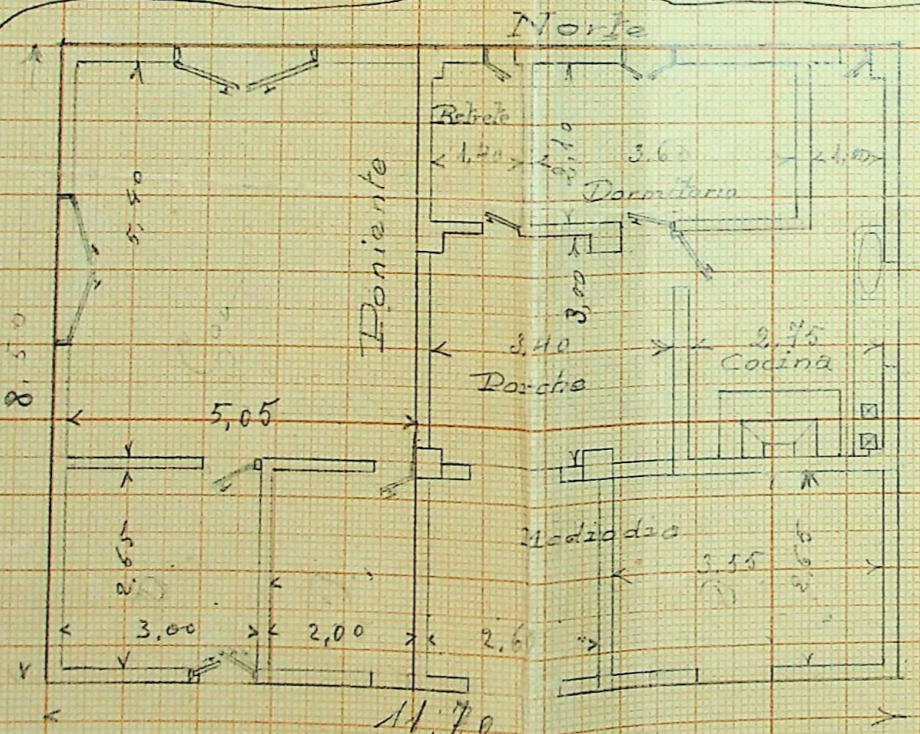 Norte
Retrete
1,40
2,10
3.60
1,00
Dormitorio
5,40
Poniente
3,00
8.50
3,40
2.75
Cocina
Porche
5,05
Mediodia
2.65
3.55
2.65
3.00
2,00
2.60
11.70